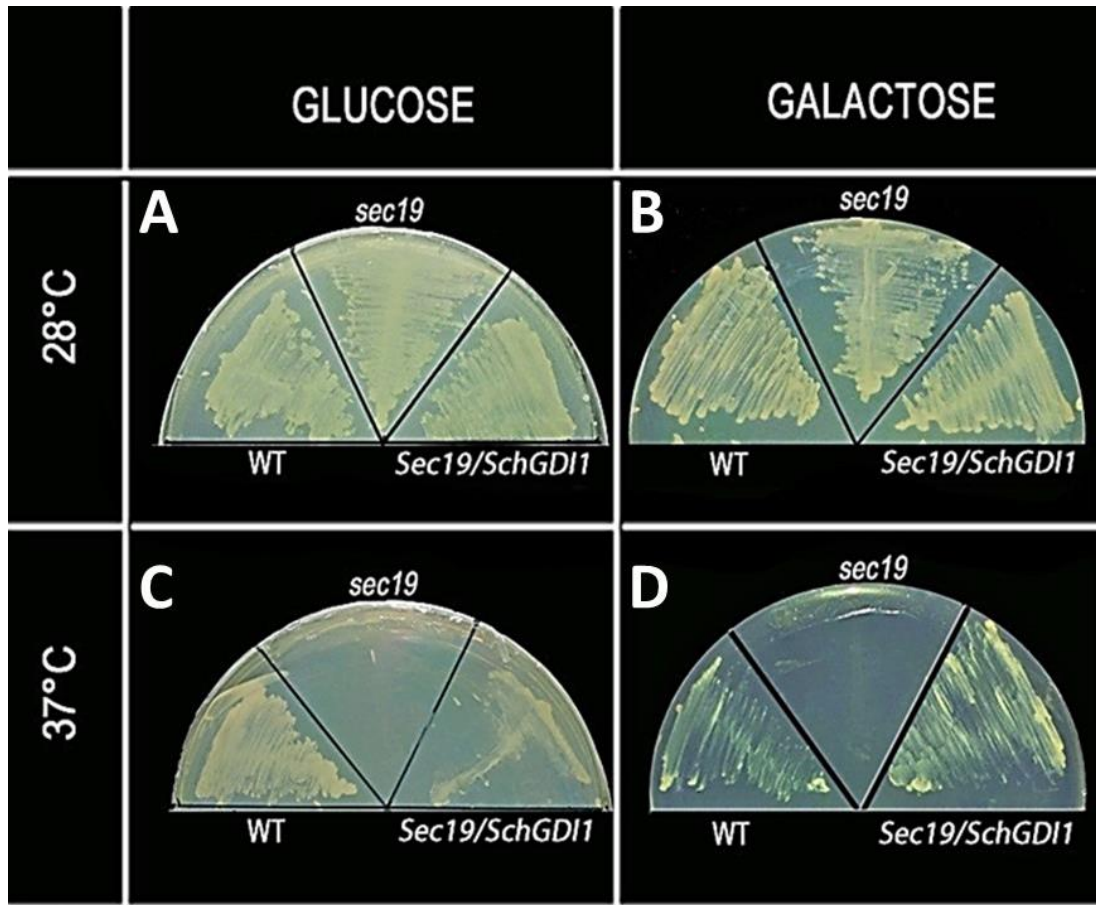 GLUCOSE
GALACTOSE
28°C
A
sec19
WT
Sec19/SchGDI1
B
sec19
WT
Sec19/SchGDI1
37°C
C
sec19
WT
Sec19/SchGDI1
D
sec19
WT
Sec19/SchGDI1